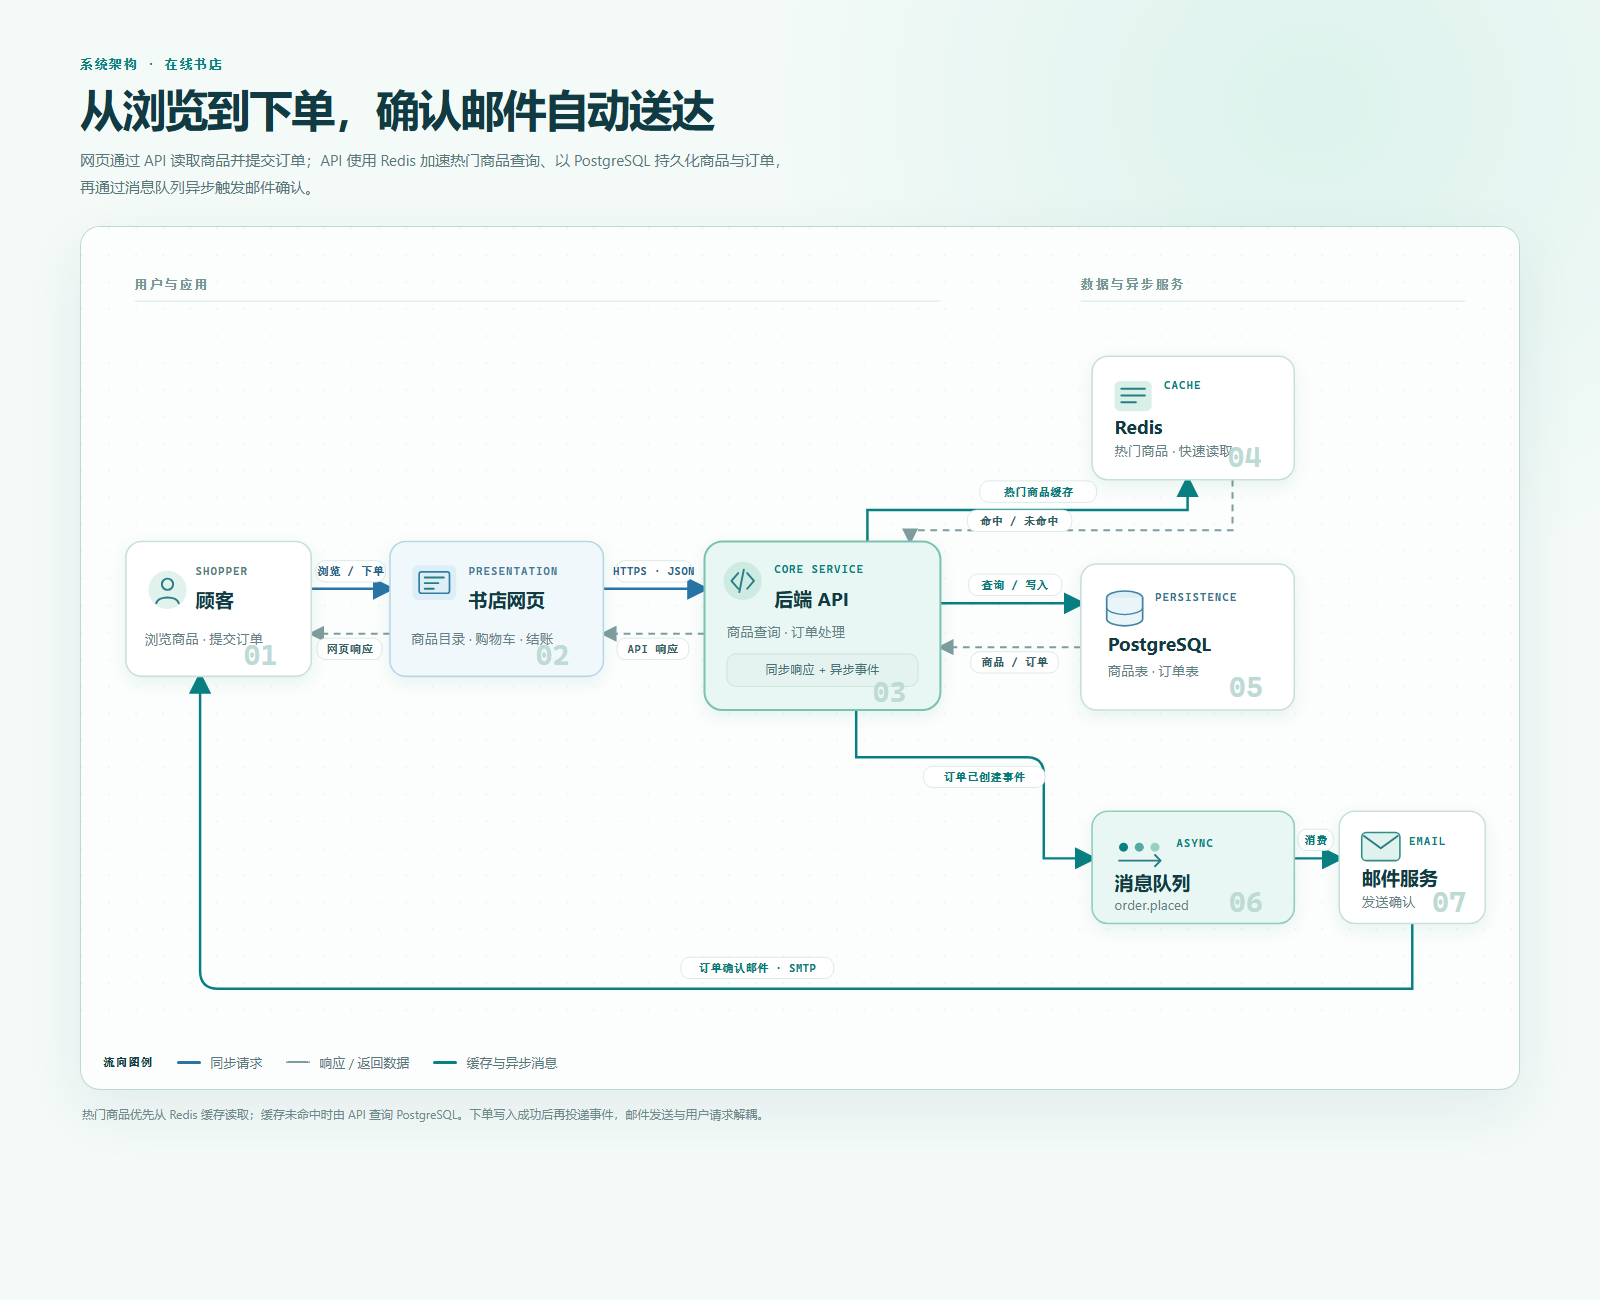 系统架构 · 在线书店
从浏览到下单，确认邮件自动送达
网页通过 API 读取商品并提交订单；API 使用 Redis 加速热门商品查询、以 PostgreSQL 持久化商品与订单，
再通过消息队列异步触发邮件确认。
用户与应用
数据与异步服务
CACHE
Redis
热门商品 · 快速读取
04
热门商品缓存
命中 / 未命中
SHOPPER
顾客
浏览商品 · 提交订单
01
浏览 / 下单
网页响应
PRESENTATION
书店网页
商品目录 · 购物车 · 结账
02
HTTPS · JSON
API 响应
CORE SERVICE
后端 API
商品查询 · 订单处理
同步响应 + 异步事件
03
查询 / 写入
商品 / 订单
PERSISTENCE
PostgreSQL
商品表 · 订单表
05
订单已创建事件
ASYNC
消息队列
order.placed
06
消费
EMAIL
邮件服务
发送确认
07
订单确认邮件 · SMTP
流向图例
同步请求
响应 / 返回数据
缓存与异步消息
热门商品优先从 Redis 缓存读取；缓存未命中时由 API 查询 PostgreSQL。下单写入成功后再投递事件，邮件发送与用户请求解耦。